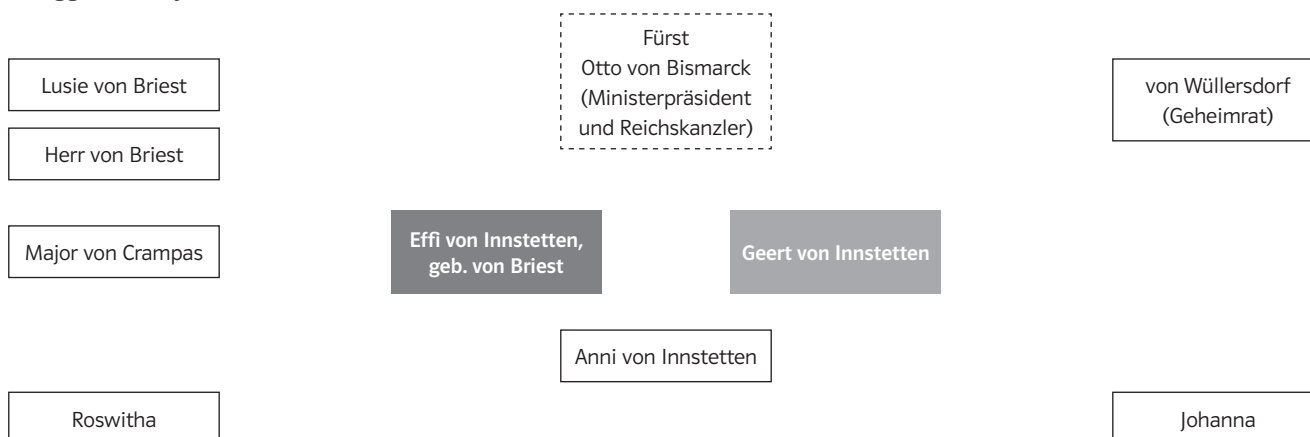 Fürst
Otto von Bismarck
(Ministerpräsident
und Reichskanzler)
Lusie von Briest
von Wüllersdorf
(Geheimrat)
Herr von Briest
Major von Crampas
Effi von Innstetten,
geb. von Briest
Geert von Innstetten
Anni von Innstetten
Roswitha
Johanna